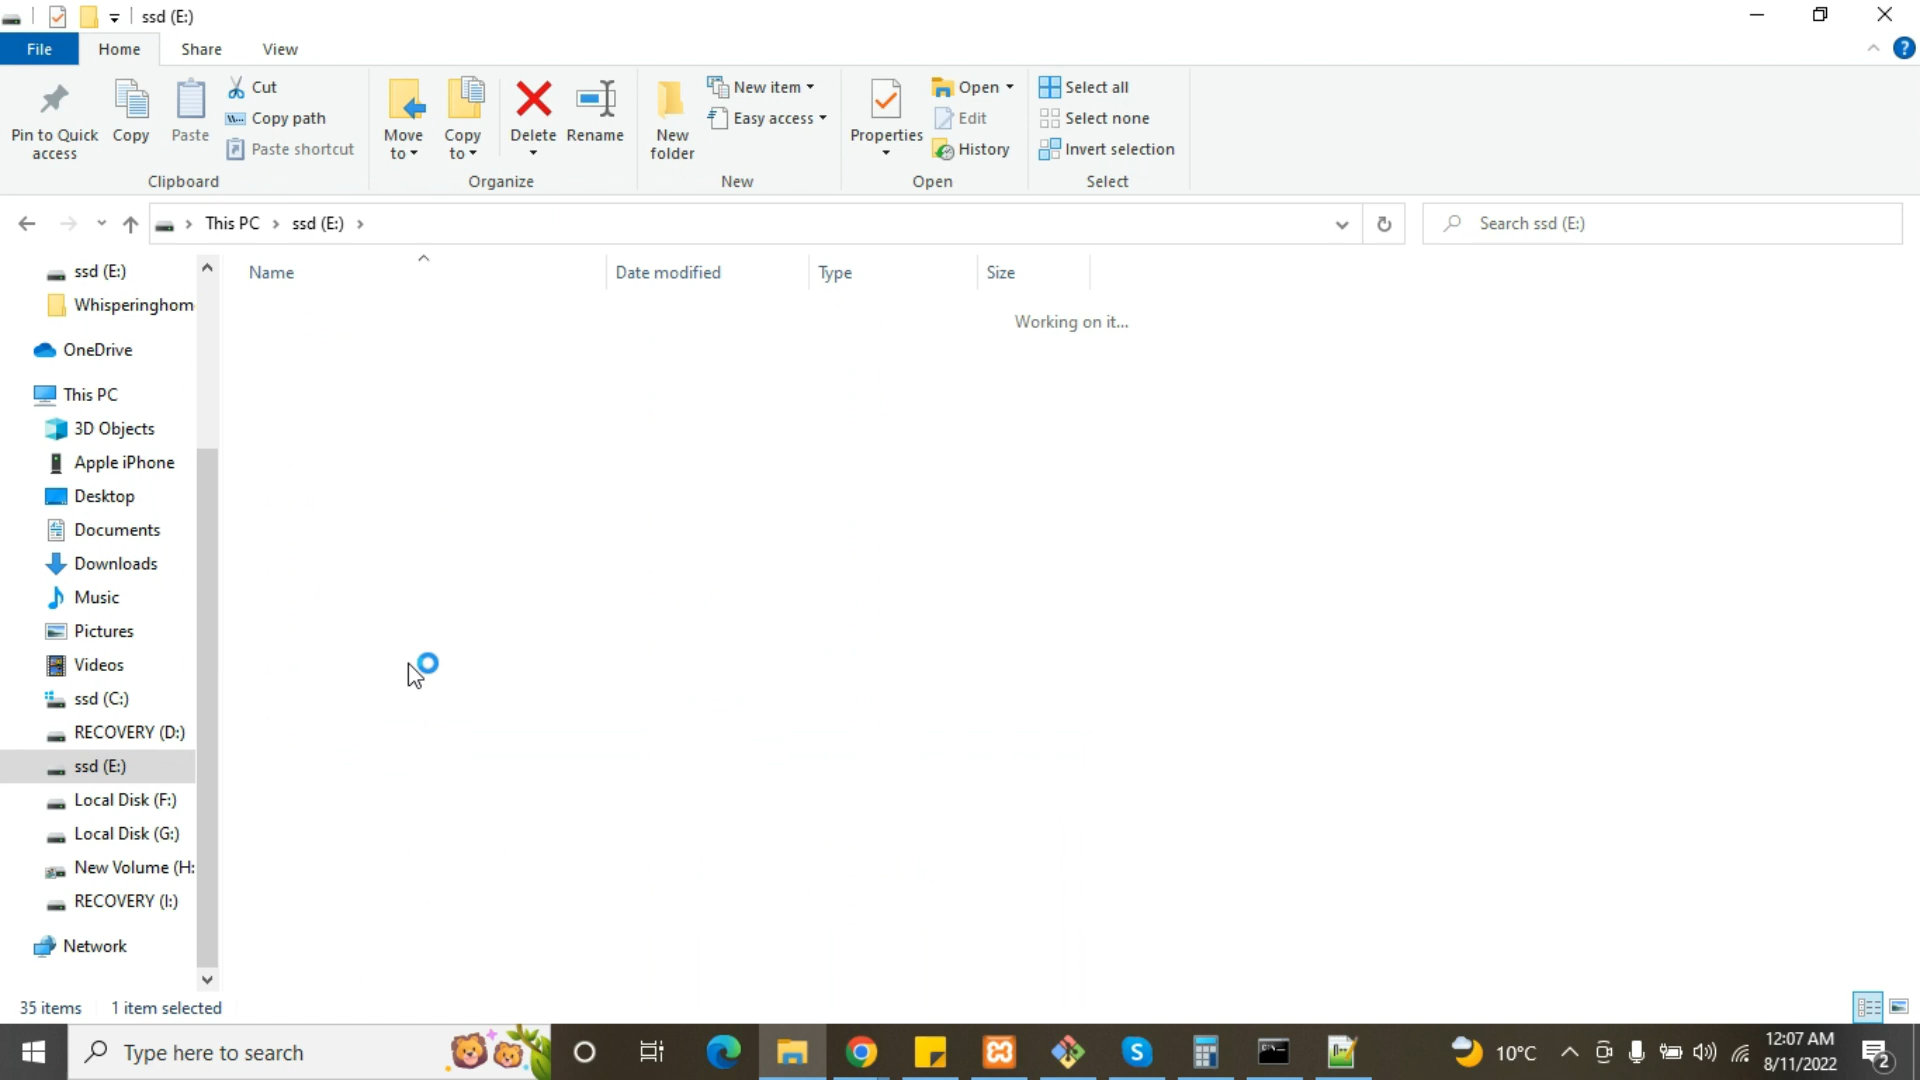 ssd (E:)
File Home Share View
Pin to Quick access
Copy
Paste
Cut
Copy path
Paste shortcut
Clipboard
Move to
Copy to
Delete
Rename
Organize
New folder
New item
Easy access
New
Properties
Open
Edit
History
Open
Select all
Select none
Invert selection
Select
This PC > ssd (E:) >
Search ssd (E:)
Name Date modified Type Size
Working on it...
ssd (E:)
Whisperinghom
OneDrive
This PC
3D Objects
Apple iPhone
Desktop
Documents
Downloads
Music
Pictures
Videos
ssd (C:)
RECOVERY (D:)
ssd (E:)
Local Disk (F:)
Local Disk (G:)
New Volume (H:
RECOVERY (I:)
Network
35 items 1 item selected
Type here to search
10°C
12:07 AM
8/11/2022
2